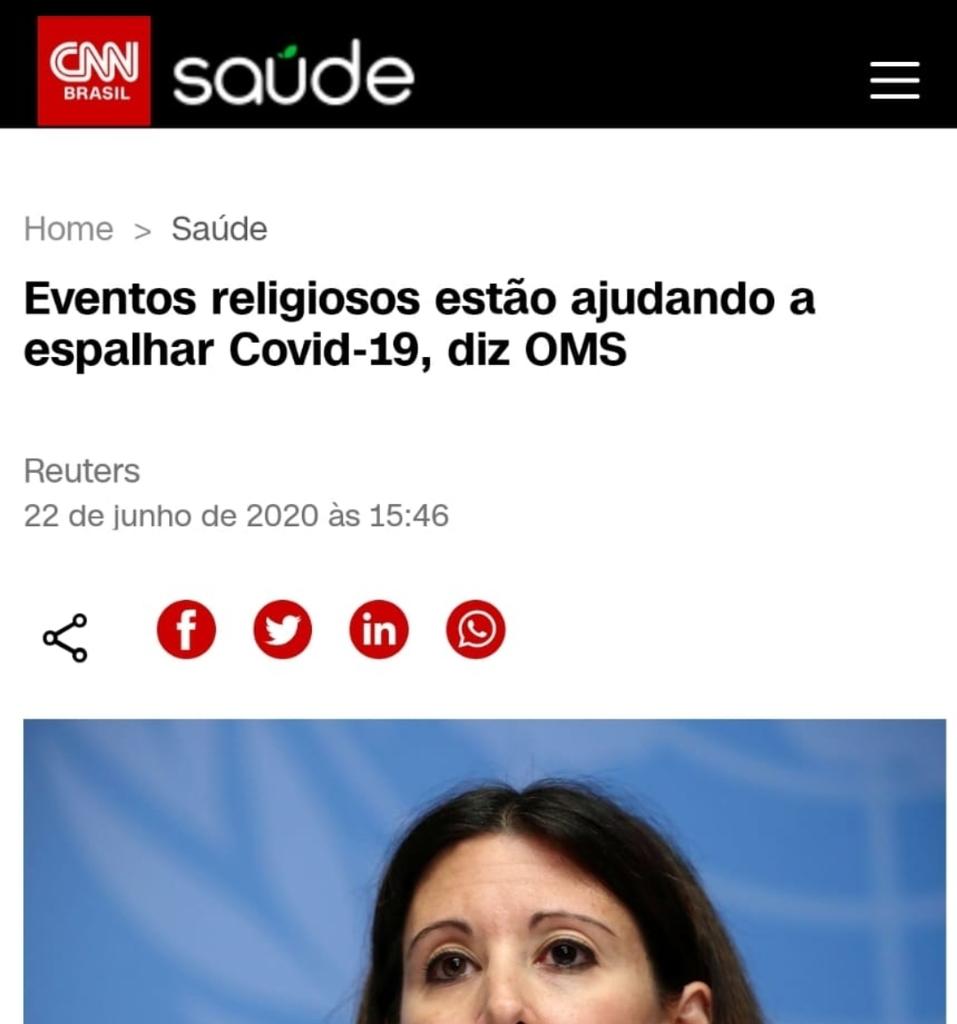 CNN
BRASIL
saúde
Home > Saúde
Eventos religiosos estão ajudando a
espalhar Covid-19, diz OMS
Reuters
22 de junho de 2020 às 15:46